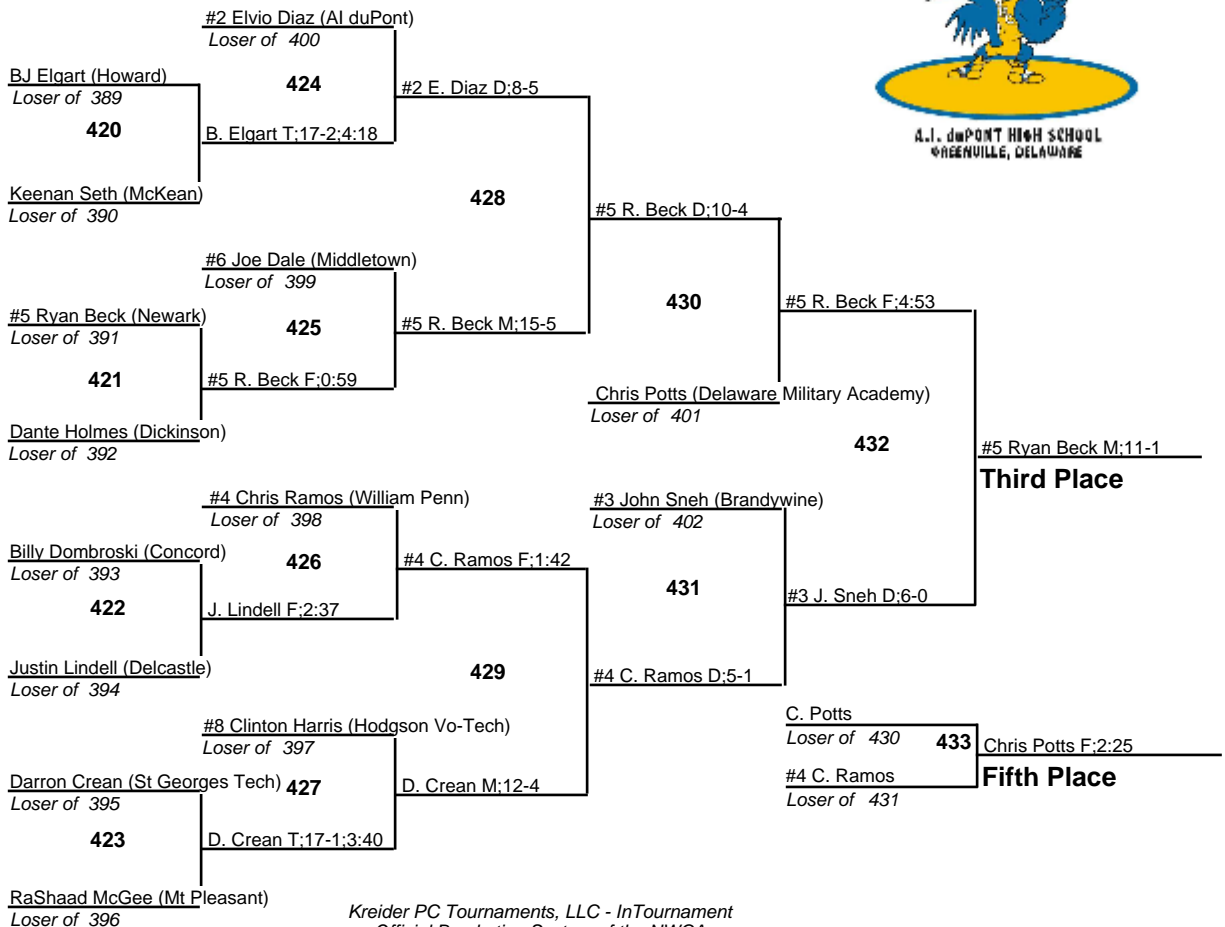 #2 Elvio Diaz (AI duPont)
Loser of 400
BJ Elgart (Howard)
Loser of 389
424
#2 E. Diaz D;8-5
420
B. Elgart T;17-2;4:18
A.I. duPONT HIGH SCHOOL
GREENVILLE, DELAWARE
Keenan Seth (McKean)
Loser of 390
428
#5 R. Beck D;10-4
#6 Joe Dale (Middletown)
Loser of 399
#5 Ryan Beck (Newark)
Loser of 391
425
#5 R. Beck M;15-5
430
#5 R. Beck F;4:53
421
#5 R. Beck F;0:59
Chris Potts (Delaware Military Academy)
Loser of 401
Dante Holmes (Dickinson)
Loser of 392
432
#5 Ryan Beck M;11-1
Third Place
#4 Chris Ramos (William Penn)
Loser of 398
#3 John Sneh (Brandywine)
Loser of 402
Billy Dombroski (Concord)
Loser of 393
426
#4 C. Ramos F;1:42
431
422
J. Lindell F;2:37
#3 J. Sneh D;6-0
Justin Lindell (Delcastle)
Loser of 394
429
#4 C. Ramos D;5-1
#8 Clinton Harris (Hodgson Vo-Tech)
Loser of 397
C. Potts
Loser of 430
433
Chris Potts F;2:25
Fifth Place
#4 C. Ramos
Loser of 431
Darron Crean (St Georges Tech)
Loser of 395
427
D. Crean M;12-4
423
D. Crean T;17-1;3:40
RaShaad McGee (Mt Pleasant)
Loser of 396
Kreider PC Tournaments, LLC - InTournament